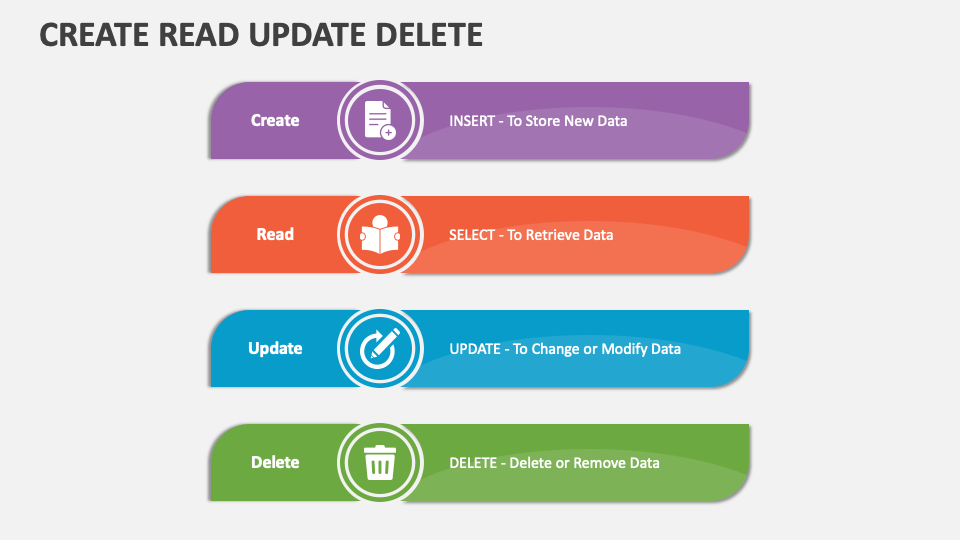 CREATE READ UPDATE DELETE
Create
INSERT - To Store New Data
Read
SELECT - To Retrieve Data
Update
UPDATE - To Change or Modify Data
Delete
DELETE - Delete or Remove Data